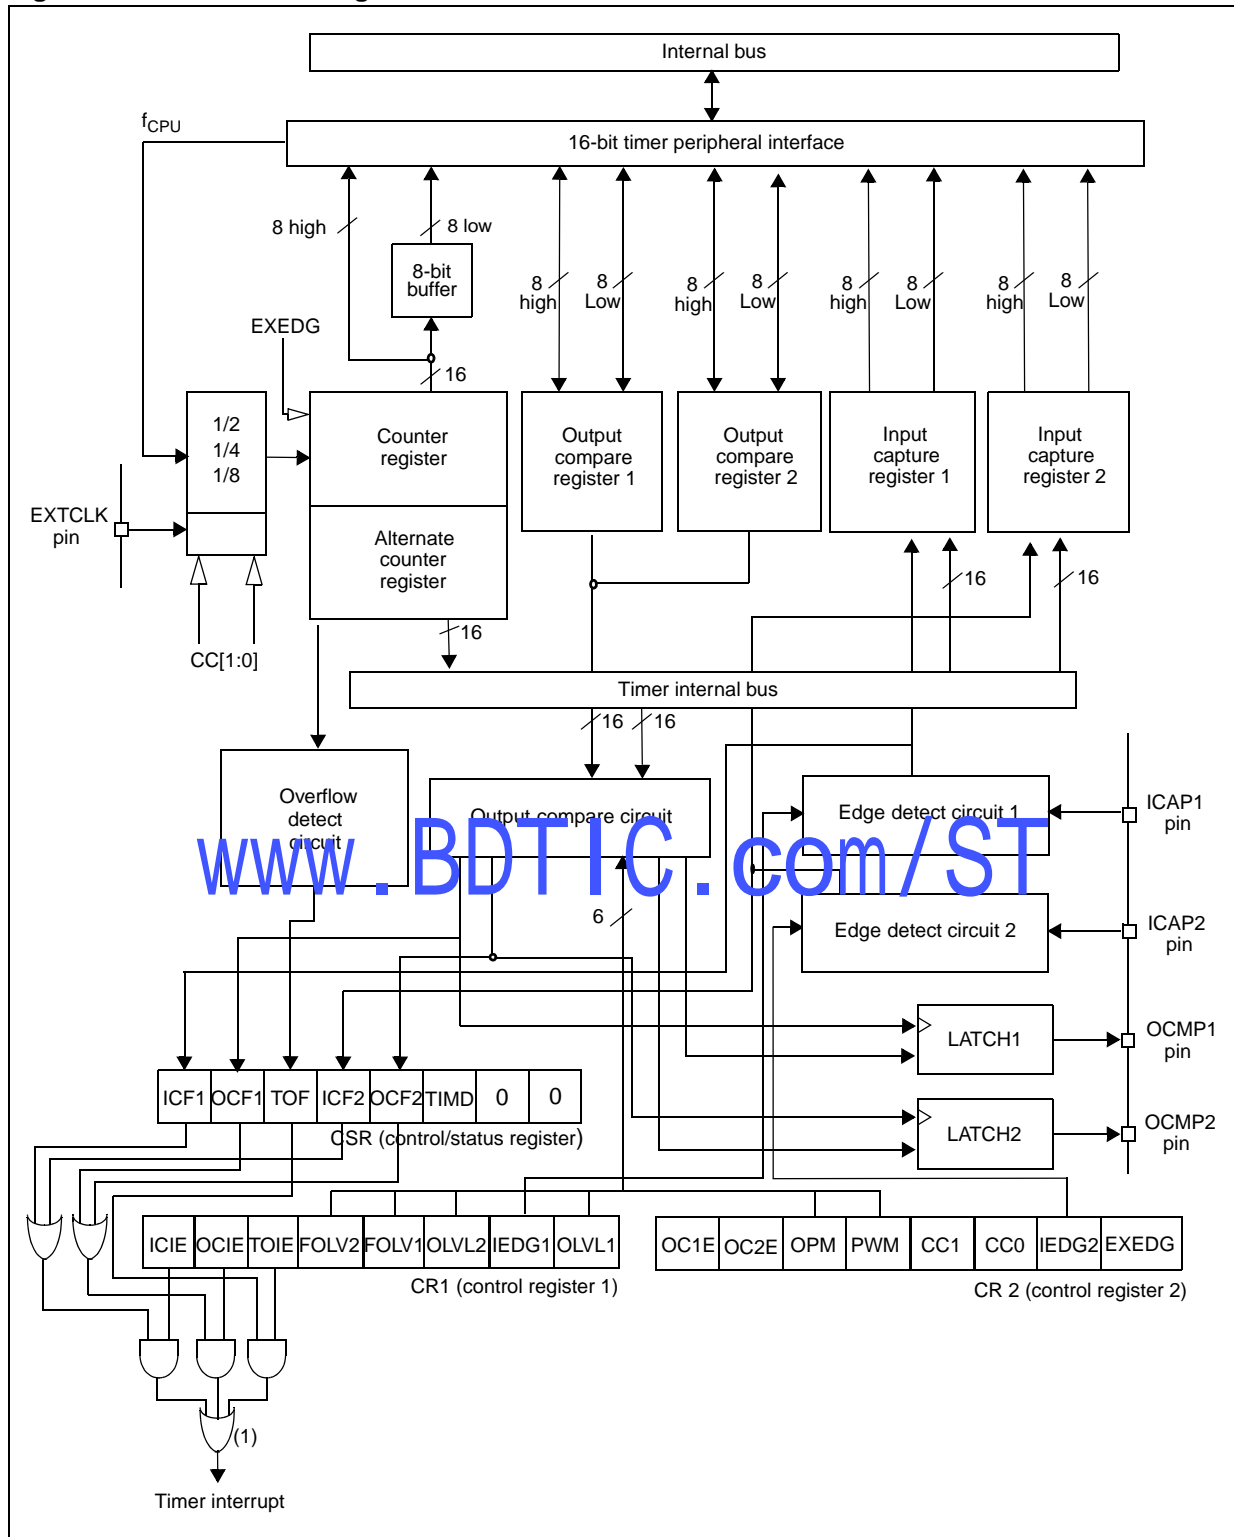 Internal bus
fCPU
16-bit timer peripheral interface
8 high
8 low
8-bit
buffer
8
high
8
Low
8
high
8
Low
8
high
8
Low
8
high
8
Low
EXEDG
16
1/2
1/4
1/8
Counter
register
Output
compare
register 1
Output
compare
register 2
Input
capture
register 1
Input
capture
register 2
EXTCLK
pin
Alternate
counter
register
16
16
16
CC[1:0]
Timer internal bus
16
16
Overflow
detect
circuit
Output compare circuit
Edge detect circuit 1
ICAP1
pin
www.BDTIC.com/ST
6
Edge detect circuit 2
ICAP2
pin
LATCH1
OCMP1
pin
ICF1 OCF1 TOF ICF2 OCF2 TIMD 0 0
CSR (control/status register)
LATCH2
OCMP2
pin
ICIE OCIE TOIE FOLV2 FOLV1 OLVL2 IEDG1 OLVL1
CR1 (control register 1)
OC1E OC2E OPM PWM CC1 CC0 IEDG2 EXEDG
CR 2 (control register 2)
(1)
Timer interrupt